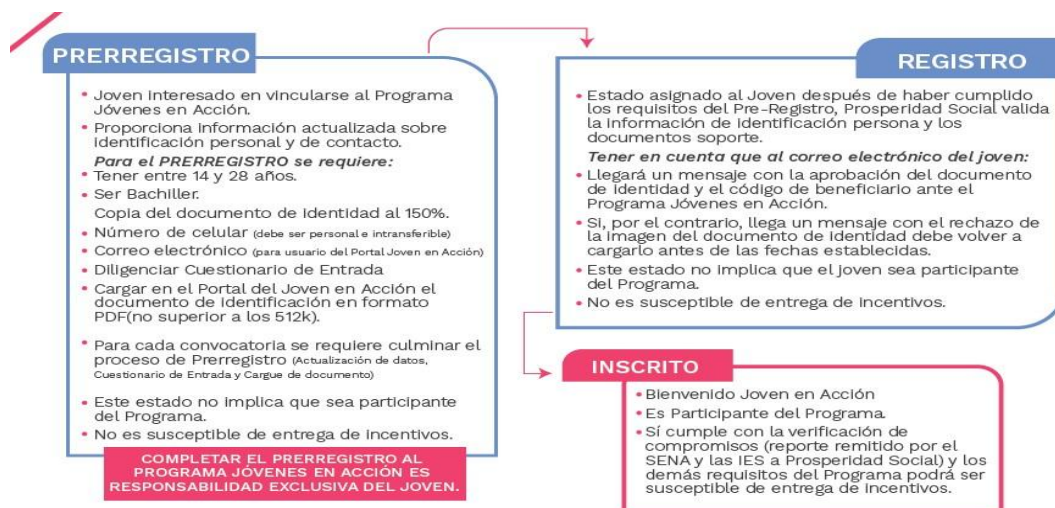 PRERREGISTRO
• Joven interesado en vincularse al Programa
Jóvenes en Acción.
• Proporciona información actualizada sobre
identificación personal y de contacto.
Para el PRERREGISTRO se requiere:
• Tener entre 14 y 28 años.
• Ser Bachiller.
Copia del documento de identidad al 150%.
• Número de celular (debe ser personal e intransferible)
• Correo electrónico (para usuario del Portal Joven en Acción)
• Diligenciar Cuestionario de Entrada
• Cargar en el Portal del Joven en Acción el
documento de identificación en formato
PDF(no superior a los 512k).
• Para cada convocatoria se requiere culminar el
proceso de Prerregistro (Actualización de datos,
Cuestionario de Entrada y Cargue de documento)
• Este estado no implica que sea participante
del Programa.
• No es susceptible de entrega de incentivos.
COMPLETAR EL PRERREGISTRO AL
PROGRAMA JÓVENES EN ACCIÓN ES
RESPONSABILIDAD EXCLUSIVA DEL JOVEN.
REGISTRO
• Estado asignado al Joven después de haber cumplido
los requisitos del Pre-Registro, Prosperidad Social valida
la información de identificación persona y los
documentos soporte.
Tener en cuenta que al correo electrónico del joven:
• Llegará un mensaje con la aprobación del documento
de identidad y el código de beneficiario ante el
Programa Jóvenes en Acción.
• Si, por el contrario, llega un mensaje con el rechazo de
la imagen del documento de identidad debe volver a
cargarlo antes de las fechas establecidas.
• Este estado no implica que el joven sea participante
del Programa.
• No es susceptible de entrega de incentivos.
INSCRITO
• Bienvenido Joven en Acción
• Es Participante del Programa.
• Sí cumple con la verificación de
compromisos (reporte remitido por el
SENA y las IES a Prosperidad Social) y los
demás requisitos del Programa podrá ser
susceptible de entrega de incentivos.